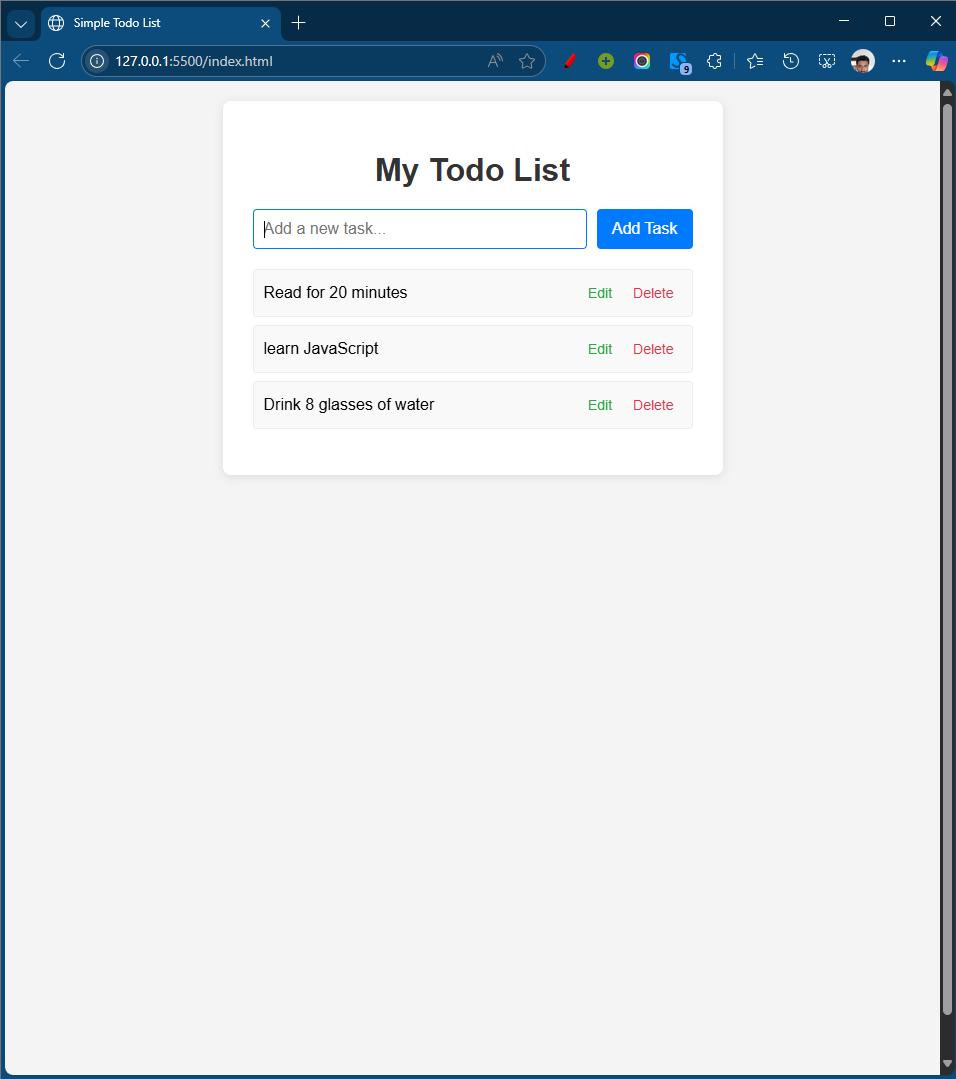 Simple Todo List
127.0.0.1:5500/index.html
9
My Todo List
Add a new task...
Add Task
Read for 20 minutes Edit Delete
learn JavaScript Edit Delete
Drink 8 glasses of water Edit Delete